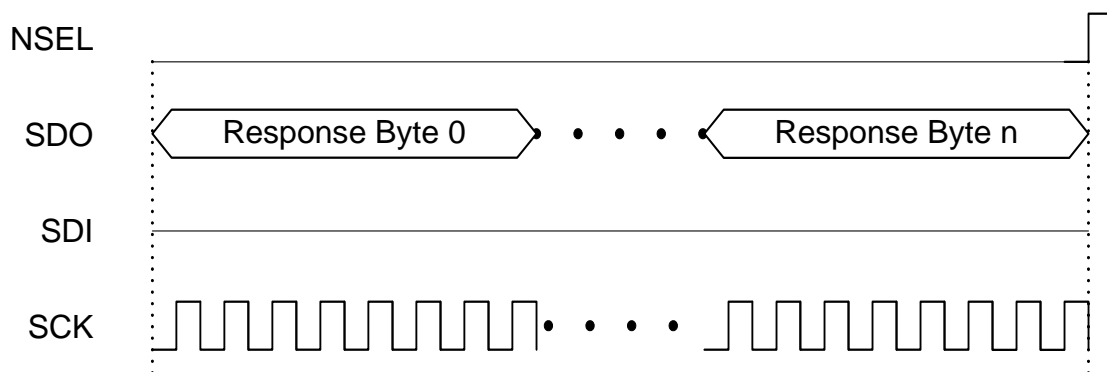 NSEL
SDO Response Byte 0 Response Byte n
SDI
SCK